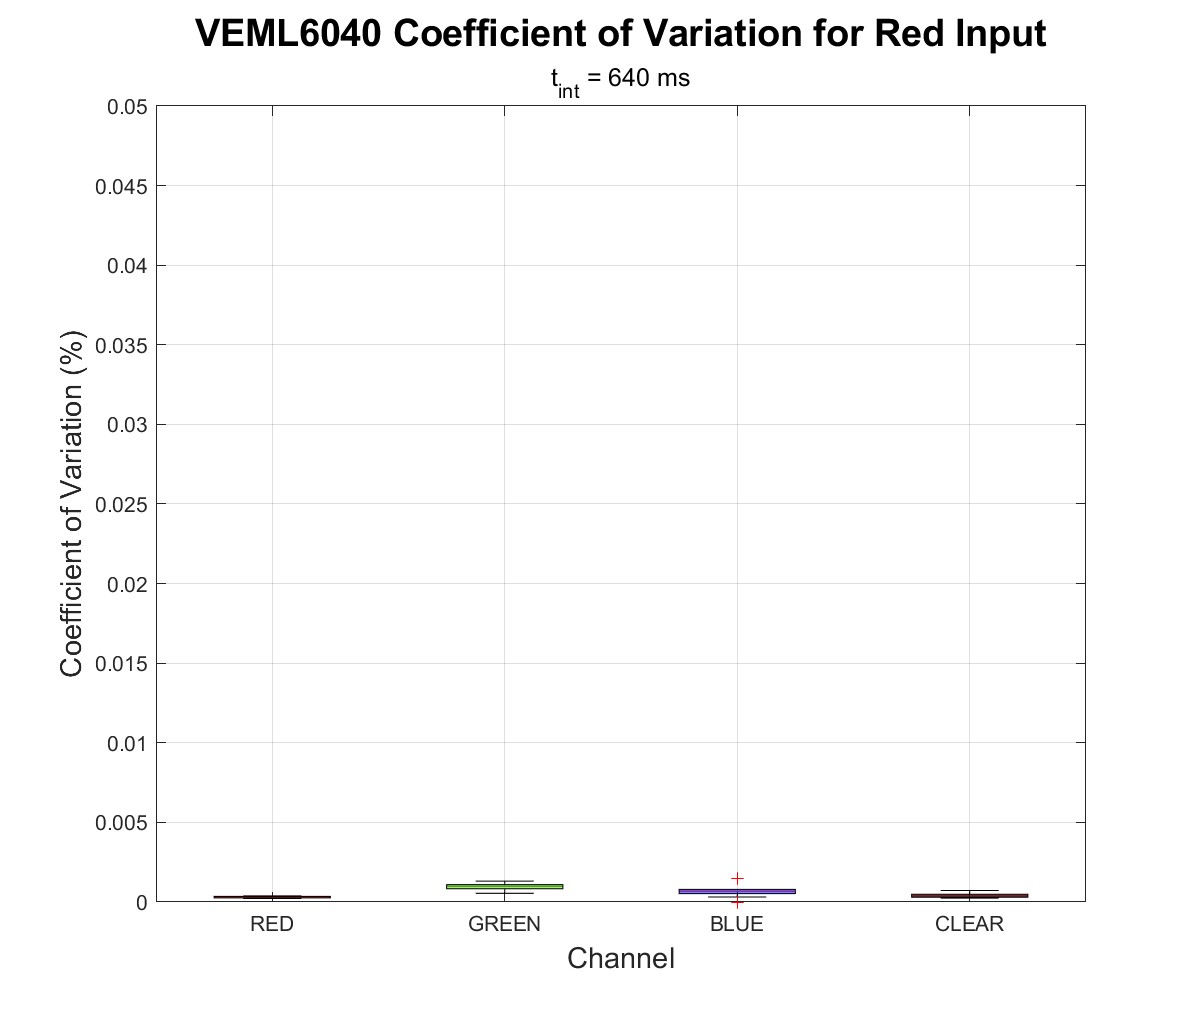 VEML6040 Coefficient of Variation for Red Input
t_int = 640 ms
0.05
0.045
0.04
0.035
0.03
0.025
0.02
0.015
0.01
0.005
0
Coefficient of Variation (%)
RED GREEN BLUE CLEAR
Channel